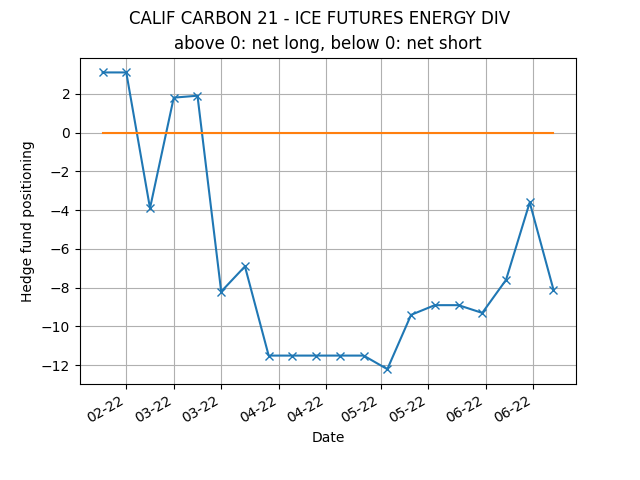 CALIF CARBON 21 - ICE FUTURES ENERGY DIV
above 0: net long, below 0: net short
Hedge fund positioning
2
0
−2
−4
−6
−8
−10
−12
02-22 03-22 03-22 04-22 04-22 05-22 05-22 06-22 06-22
Date